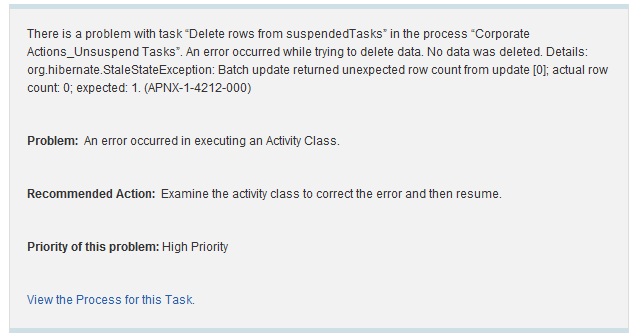 There is a problem with task “Delete rows from suspendedTasks” in the process “Corporate
Actions_Unsuspend Tasks”. An error occurred while trying to delete data. No data was deleted. Details:
org.hibernate.StaleStateException: Batch update returned unexpected row count from update [0]; actual row
count: 0; expected: 1. (APNX-1-4212-000)
Problem: An error occurred in executing an Activity Class.
Recommended Action: Examine the activity class to correct the error and then resume.
Priority of this problem: High Priority
View the Process for this Task.